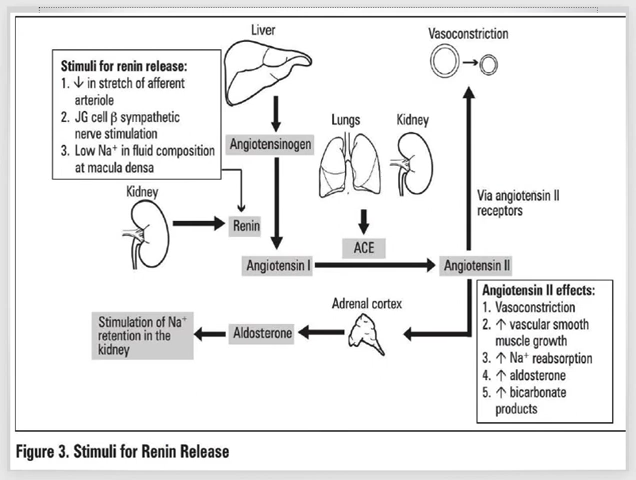 Liver
Vasoconstriction
Stimuli for renin release:
1. ↓ in stretch of afferent
arteriole
2. JG cell β sympathetic
nerve stimulation
3. Low Na⁺ in fluid composition
at macula densa
Lungs
Kidney
Angiotensinogen
Kidney
Via angiotensin II
receptors
Renin
ACE
Angiotensin I
Angiotensin II
Angiotensin II effects:
1. Vasoconstriction
2. ↑ vascular smooth
muscle growth
3. ↑ Na⁺ reabsorption
4. ↑ aldosterone
5. ↑ bicarbonate
products
Adrenal cortex
Aldosterone
Stimulation of Na⁺
retention in the
kidney
Figure 3. Stimuli for Renin Release